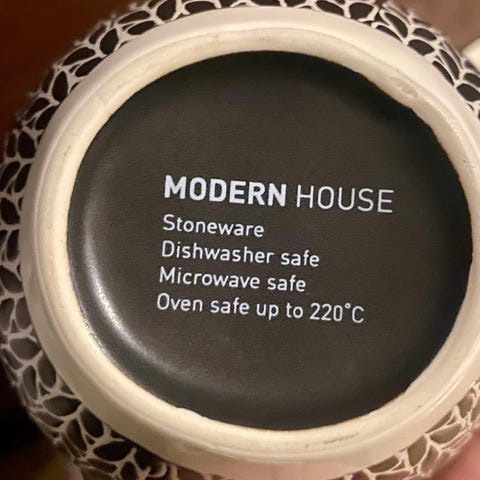 MODERN HOUSE
Stoneware
Dishwasher safe
Microwave safe
Oven safe up to 220°C